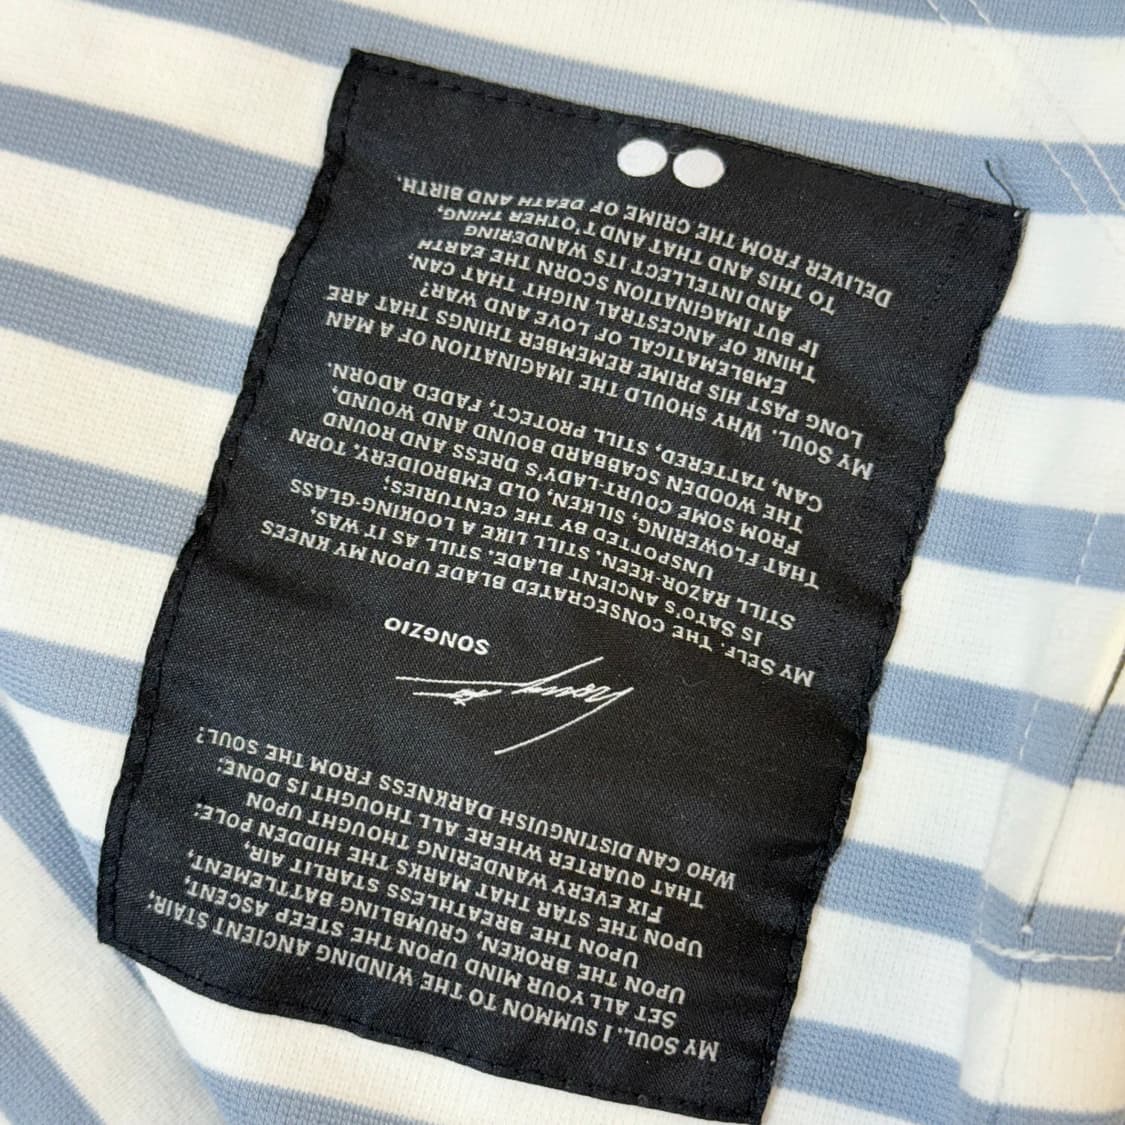 MY SOUL. I SUMMON TO THE WINDING ANCIENT STAIR;
SET ALL YOUR MIND UPON THE STEEP ASCENT,
UPON THE BROKEN, CRUMBLING BATTLEMENT,
UPON THE BREATHLESS STARLIT AIR,
UPON THE STAR THAT MARKS THE HIDDEN POLE;
FIX EVERY WANDERING THOUGHT UPON
THAT QUARTER WHERE ALL THOUGHT IS DONE:
WHO CAN DISTINGUISH DARKNESS FROM THE SOUL?
SONGZIO
MY SELF. THE CONSECRATED BLADE UPON MY KNEES
IS SATO'S ANCIENT BLADE, STILL AS IT WAS,
STILL RAZOR-KEEN, STILL LIKE A LOOKING-GLASS
UNSPOTTED BY THE CENTURIES;
THAT FLOWERING, SILKEN, OLD EMBROIDERY, TORN
FROM SOME COURT-LADY'S DRESS AND ROUND
THE WOODEN SCABBARD BOUND AND WOUND,
CAN, TATTERED, STILL PROTECT, FADED ADORN.
MY SOUL. WHY SHOULD THE IMAGINATION OF A MAN
LONG PAST HIS PRIME REMEMBER THINGS THAT ARE
EMBLEMATICAL OF LOVE AND WAR?
THINK OF ANCESTRAL NIGHT THAT CAN,
IF BUT IMAGINATION SCORN THE EARTH
AND INTELLECT ITS WANDERING
TO THIS AND THAT AND T'OTHER THING,
DELIVER FROM THE CRIME OF DEATH AND BIRTH.